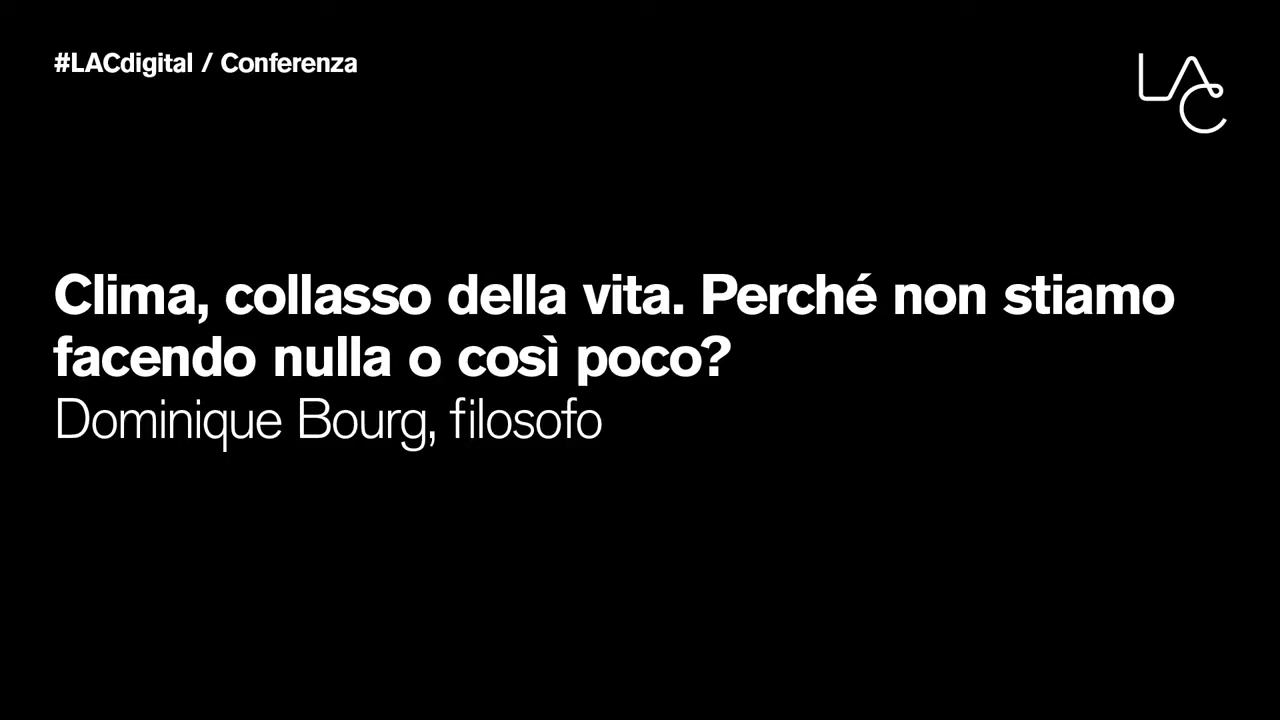 #LACdigital / Conferenza
LAC
Clima, collasso della vita. Perché non stiamo
facendo nulla o così poco?
Dominique Bourg, filosofo